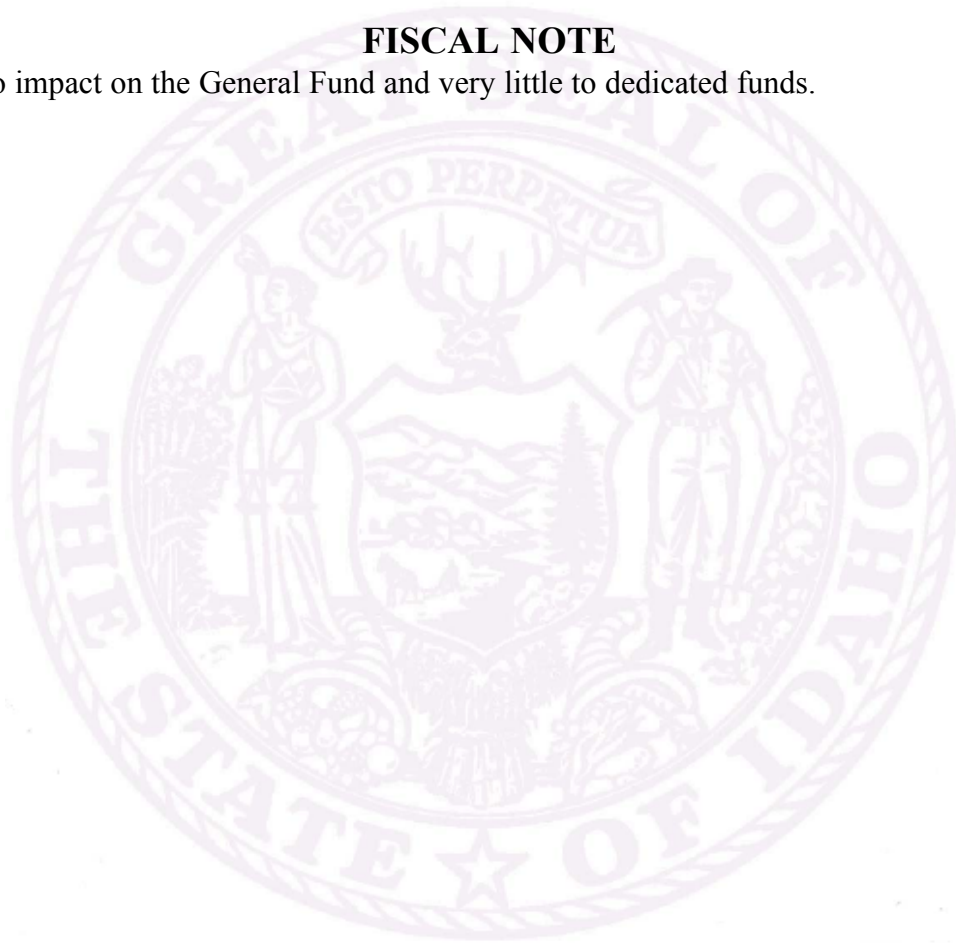 FISCAL NOTE
o impact on the General Fund and very little to dedicated funds.
GREAT SEAL OF
ESTO PERPETUA
THE STATE OF IDAHO